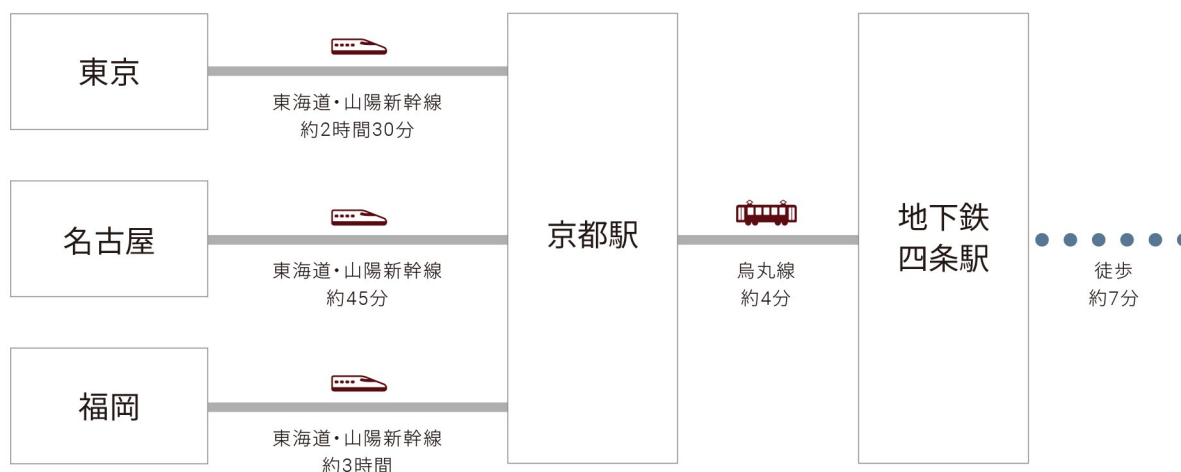 東京
東海道・山陽新幹線
約2時間30分
名古屋
東海道・山陽新幹線
約45分
福岡
東海道・山陽新幹線
約3時間
京都駅
烏丸線
約4分
地下鉄
四条駅
徒歩
約7分